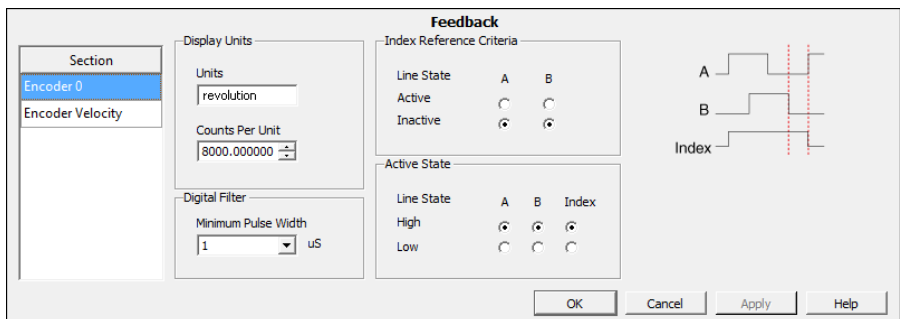 Feedback
Section
Encoder 0
Encoder Velocity
Display Units
Units
revolution
Counts Per Unit
8000.000000
Digital Filter
Minimum Pulse Width
1 uS
Index Reference Criteria
Line State A B
Active
Inactive
Active State
Line State A B Index
High
Low
A
B
Index
OK Cancel Apply Help